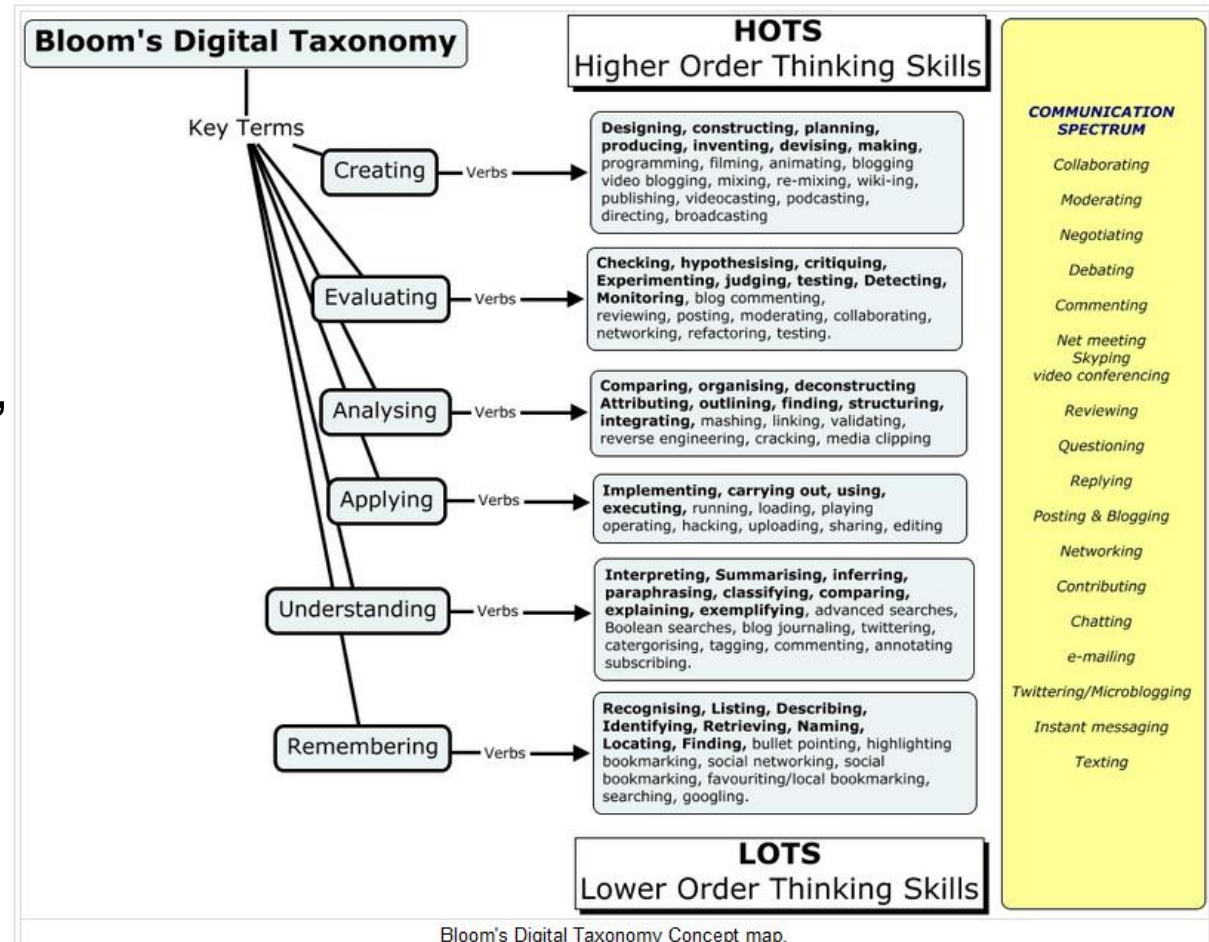 Bloom's Digital Taxonomy
HOTS
Higher Order Thinking Skills
Key Terms
Creating
Verbs
Designing, constructing, planning,
producing, inventing, devising, making,
programming, filming, animating, blogging
video blogging, mixing, re-mixing, wiki-ing,
publishing, videocasting, podcasting,
directing, broadcasting
Evaluating
Verbs
Checking, hypothesising, critiquing,
Experimenting, judging, testing, Detecting,
Monitoring, blog commenting,
reviewing, posting, moderating, collaborating,
networking, refactoring, testing.
,
Analysing
Verbs
Comparing, organising, deconstructing
Attributing, outlining, finding, structuring,
integrating, mashing, linking, validating,
reverse engineering, cracking, media clipping
Applying
Verbs
Implementing, carrying out, using,
executing, running, loading, playing
operating, hacking, uploading, sharing, editing
Understanding
Verbs
Interpreting, Summarising, inferring,
paraphrasing, classifying, comparing,
explaining, exemplifying, advanced searches,
Boolean searches, blog journaling, twittering,
catergorising, tagging, commenting, annotating
subscribing.
Remembering
Verbs
Recognising, Listing, Describing,
Identifying, Retrieving, Naming,
Locating, Finding, bullet pointing, highlighting
bookmarking, social networking, social
bookmarking, favouriting/local bookmarking,
searching, googling.
LOTS
Lower Order Thinking Skills
COMMUNICATION
SPECTRUM
Collaborating
Moderating
Negotiating
Debating
Commenting
Net meeting
Skyping
video conferencing
Reviewing
Questioning
Replying
Posting & Blogging
Networking
Contributing
Chatting
e-mailing
Twittering/Microblogging
Instant messaging
Texting
Bloom's Digital Taxonomy Concept map.